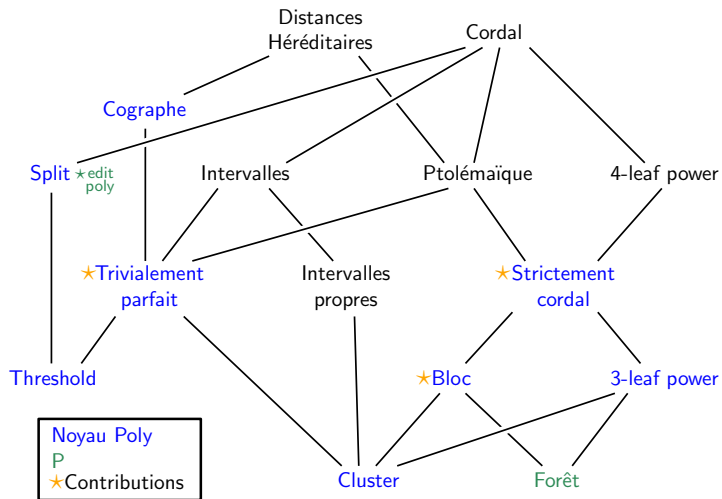 Distances
Héréditaires
Cordal
Cographe
Split ⋆edit
poly
Intervalles
Ptolémaïque
4-leaf power
⋆Trivialement
parfait
Intervalles
propres
⋆Strictement
cordal
Threshold
⋆Bloc
3-leaf power
Noyau Poly
P
⋆Contributions
Cluster
Forêt